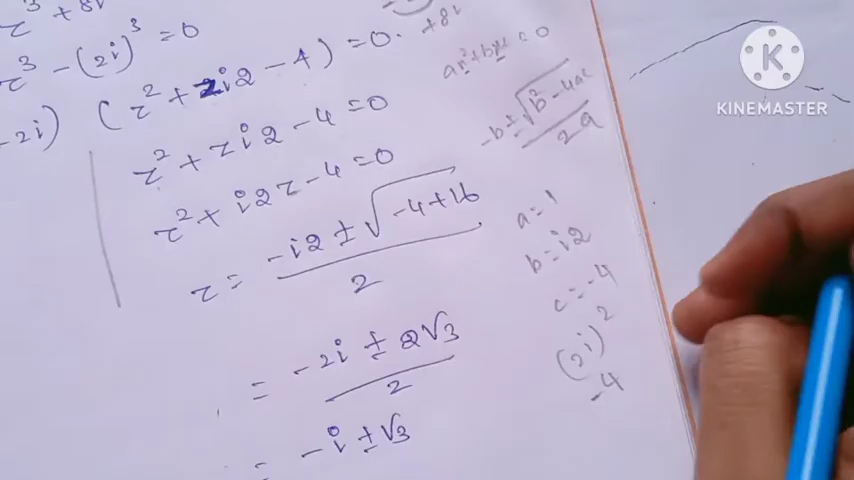 z³ + 8i
z³ - (2i)³ = 0
- 2i) (z² + zi2 - 4) = 0.
z² + zi2 - 4 = 0
z² + i2z - 4 = 0
z = (-i2 ± √(-4 + 16)) / 2
= (-2i ± 2√3) / 2
= -i ± √3
+8i
ax² + bx = 0
(-b ± √(b² - 4ac)) / 2a
a = 1
b = i2
c = -4
(2i)²
-4
KINEMASTER